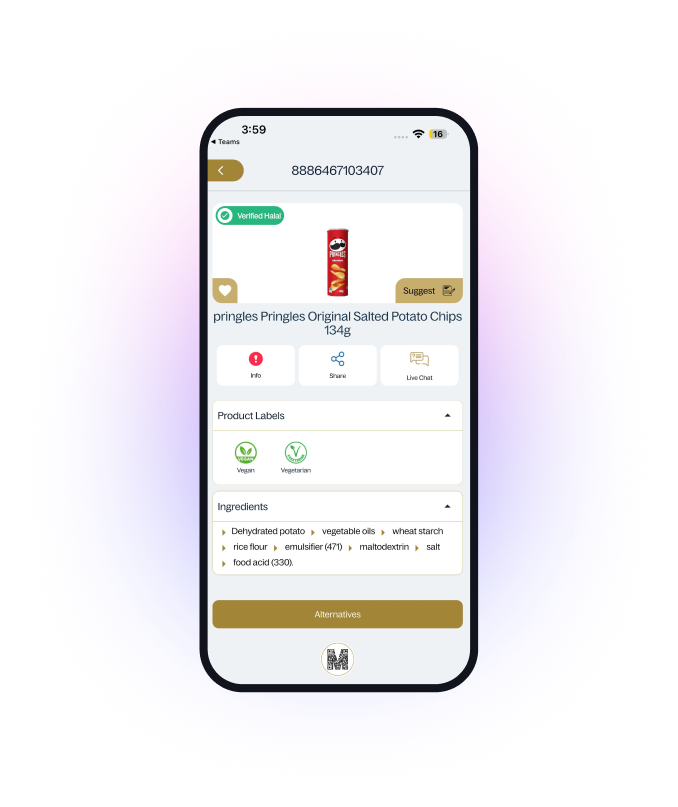 3:59
16
◀ Teams
8886467103407
Verified Halal
PRINGLES
Suggest
pringles Pringles Original Salted Potato Chips
134g
Info
Share
Live Chat
Product Labels
VEGAN
Vegan
Vegetarian
Ingredients
Dehydrated potato vegetable oils wheat starch
rice flour emulsifier (471) maltodextrin salt
food acid (330).
Alternatives
M